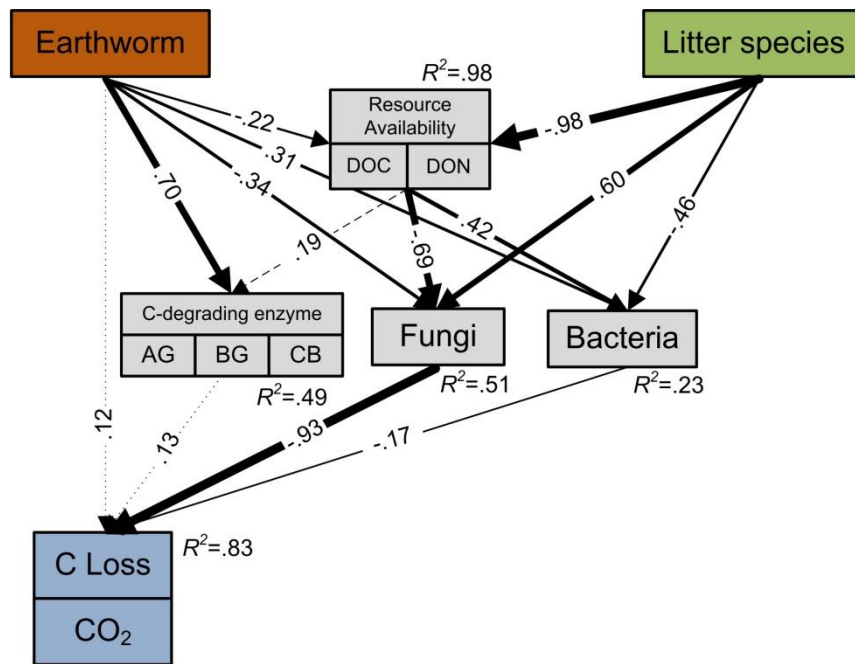 Earthworm
Litter species
R²=.98
Resource
Availability
DOC DON
-.22
-.98
.31
.70
-.34
.60
.42
-.46
.19
-.69
C-degrading enzyme
AG BG CB
Fungi
Bacteria
R²=.49
R²=.51
R²=.23
.12
.13
-.93
-.17
R²=.83
C Loss
CO₂